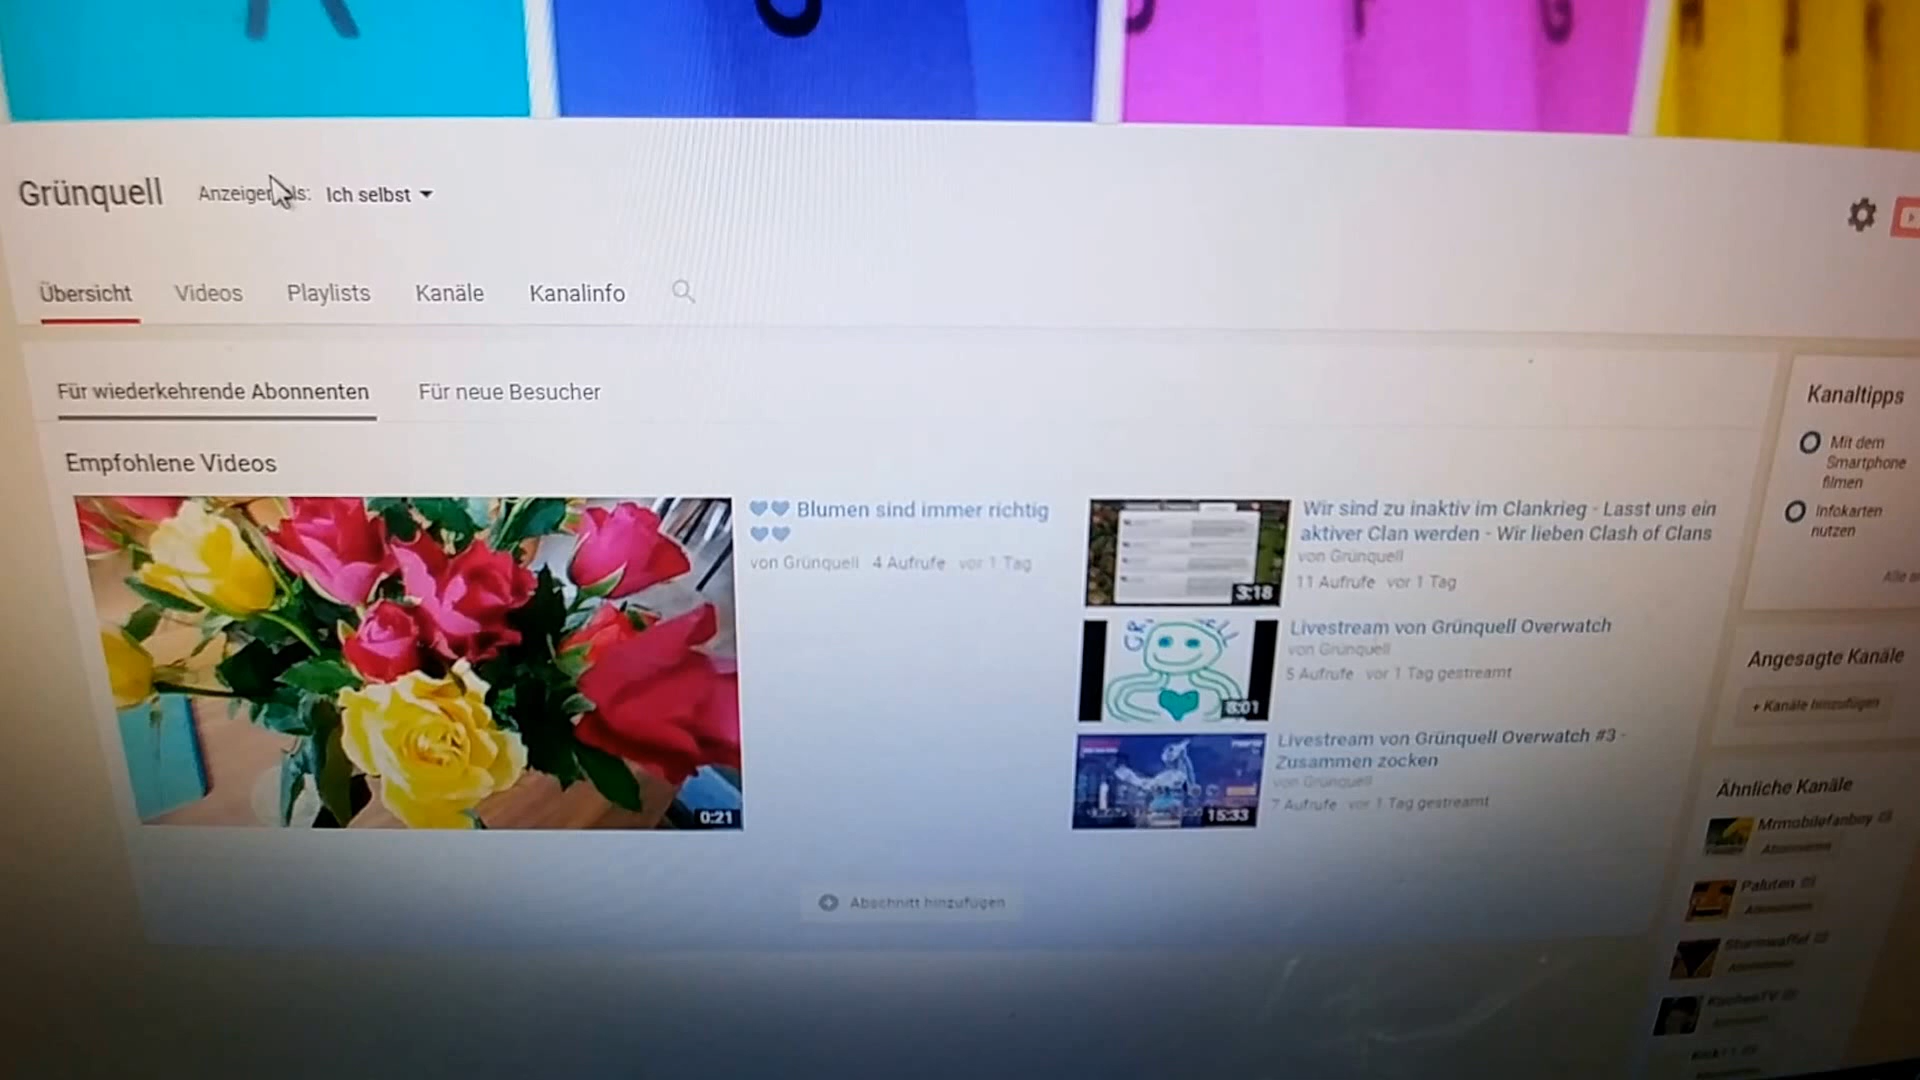 Grünquell
Anzeigen als: Ich selbst
Übersicht Videos Playlists Kanäle Kanalinfo
Für wiederkehrende Abonnenten Für neue Besucher
Empfohlene Videos
Blumen sind immer richtig
von Grünquell 4 Aufrufe vor 1 Tag
0:21
Wir sind zu inaktiv im Clankrieg - Lasst uns ein
aktiver Clan werden - Wir lieben Clash of Clans
von Grünquell
11 Aufrufe vor 1 Tag
3:18
Livestream von Grünquell Overwatch
von Grünquell
5 Aufrufe vor 1 Tag gestreamt
8:01
Livestream von Grünquell Overwatch #3 -
Zusammen zocken
von Grünquell
7 Aufrufe vor 1 Tag gestreamt
15:33
Abschnitt hinzufügen
Kanaltipps
Mit dem
Smartphone
filmen
Infokarten
nutzen
Alle
Angesagte Kanäle
+ Kanäle hinzufügen
Ähnliche Kanäle
Mrmobilefanboy
Abonnieren
Paluten
Abonnieren
Sturmwaffel
Abonnieren